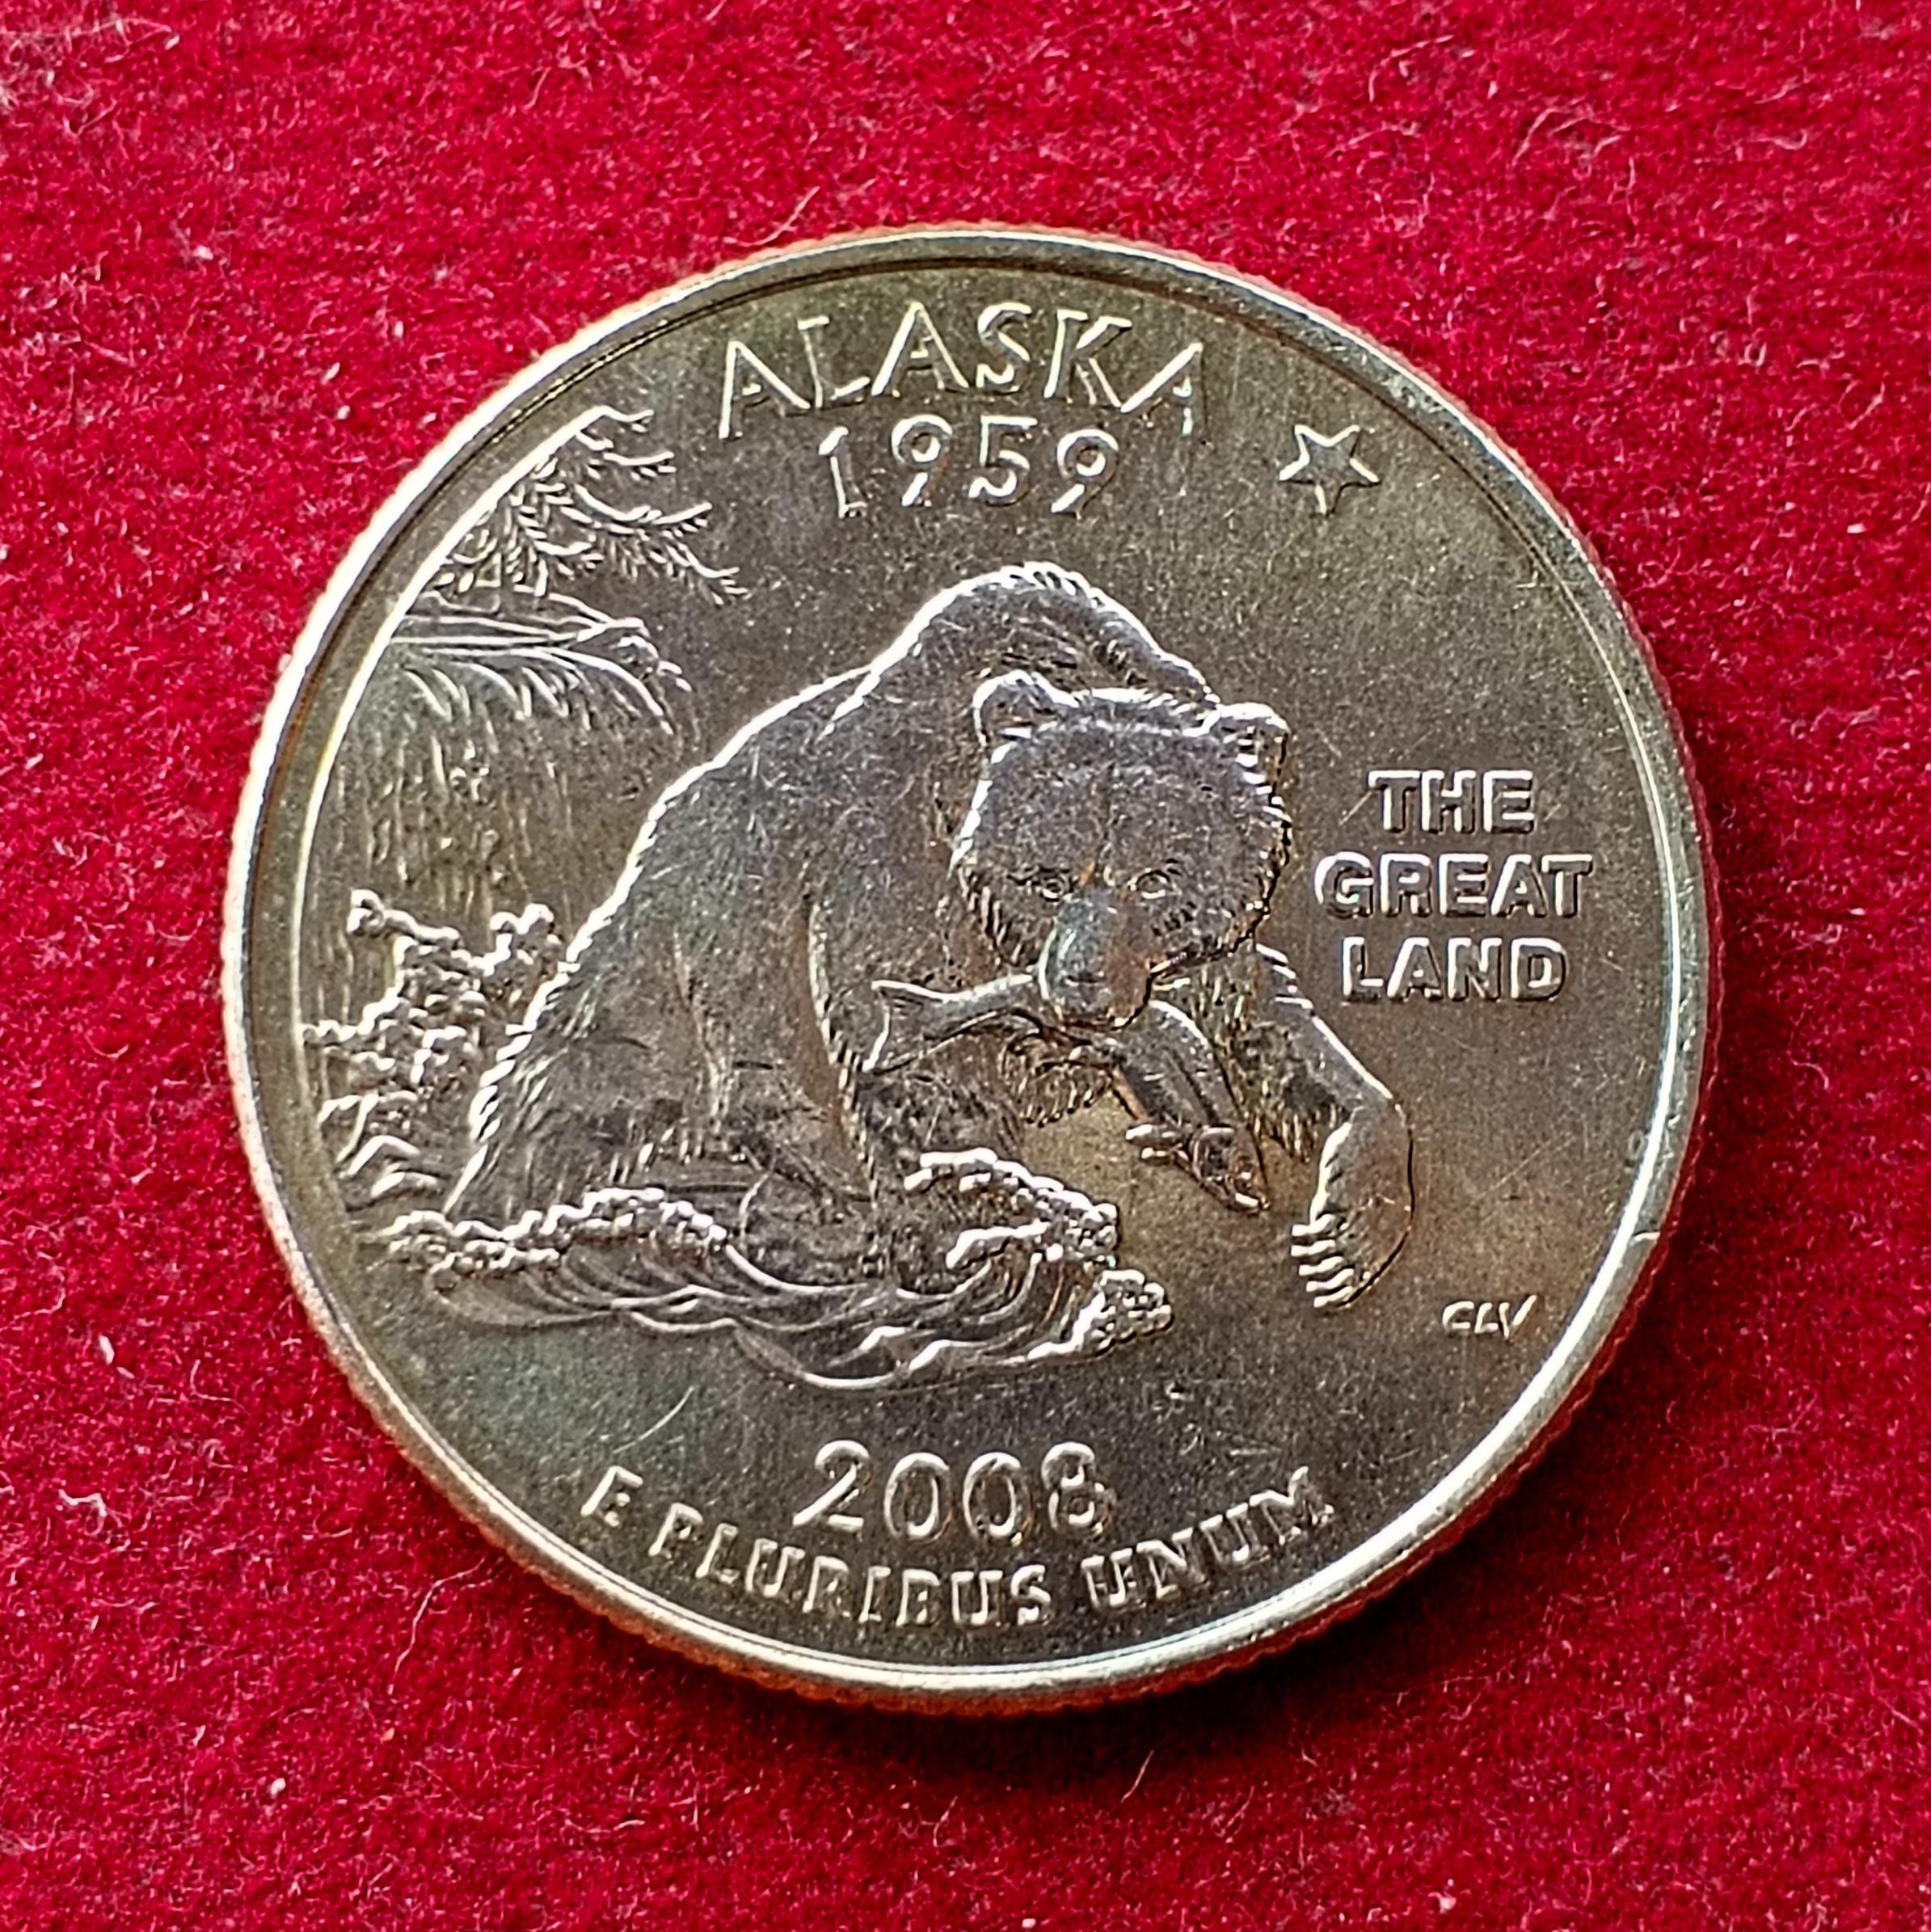 ALASKA
1959
THE
GREAT
LAND
CLV
2008
E PLURIBUS UNUM